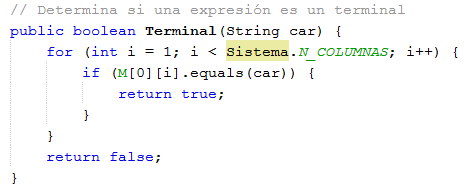 // Determina si una expresión es un terminal
public boolean Terminal(String car) {
for (int i = 1; i < Sistema.N_COLUMNAS; i++) {
if (M[0][i].equals(car)) {
return true;
}
}
return false;
}